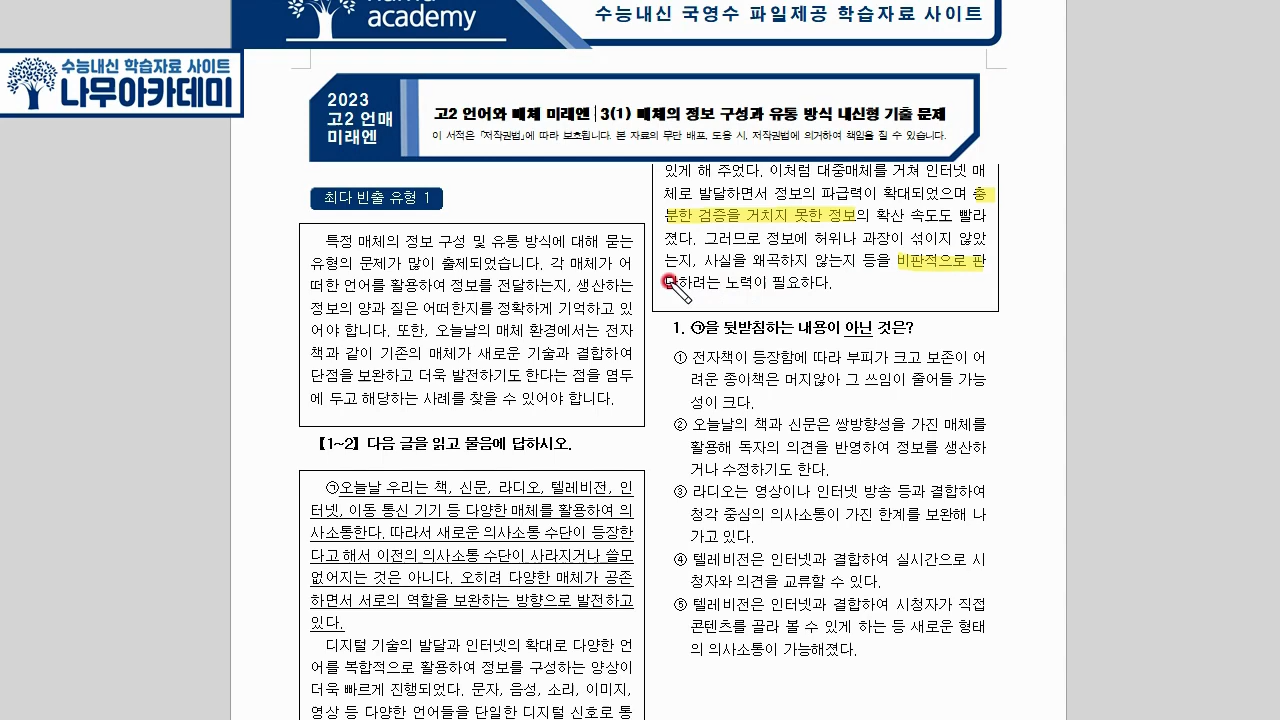 academy
수능내신 국영수 파일제공 학습자료 사이트
수능내신 학습자료 사이트
나무아카데미
2023
고2 언매
미래엔
고2 언어와 매체 미래엔 | 3(1) 매체의 정보 구성과 유통 방식 내신형 기출 문제
이 서적은 「저작권법」에 따라 보호됩니다. 본 자료의 무단 배포, 도용 시, 저작권법에 의거하여 책임을 질 수 있습니다.
최다 빈출 유형 1
특정 매체의 정보 구성 및 유통 방식에 대해 묻는
유형의 문제가 많이 출제되었습니다. 각 매체가 어
떠한 언어를 활용하여 정보를 전달하는지, 생산하는
정보의 양과 질은 어떠한지를 정확하게 기억하고 있
어야 합니다. 또한, 오늘날의 매체 환경에서는 전자
책과 같이 기존의 매체가 새로운 기술과 결합하여
단점을 보완하고 더욱 발전하기도 한다는 점을 염두
에 두고 해당하는 사례를 찾을 수 있어야 합니다.
【1~2】 다음 글을 읽고 물음에 답하시오.
㉠오늘날 우리는 책, 신문, 라디오, 텔레비전, 인
터넷, 이동 통신 기기 등 다양한 매체를 활용하여 의
사소통한다. 따라서 새로운 의사소통 수단이 등장한
다고 해서 이전의 의사소통 수단이 사라지거나 쓸모
없어지는 것은 아니다. 오히려 다양한 매체가 공존
하면서 서로의 역할을 보완하는 방향으로 발전하고
있다.
디지털 기술의 발달과 인터넷의 확대로 다양한 언
어를 복합적으로 활용하여 정보를 구성하는 양상이
더욱 빠르게 진행되었다. 문자, 음성, 소리, 이미지,
영상 등 다양한 언어들을 단일한 디지털 신호로 통
있게 해 주었다. 이처럼 대중매체를 거쳐 인터넷 매
체로 발달하면서 정보의 파급력이 확대되었으며 충
분한 검증을 거치지 못한 정보의 확산 속도도 빨라
졌다. 그러므로 정보에 허위나 과장이 섞이지 않았
는지, 사실을 왜곡하지 않는지 등을 비판적으로 판
하려는 노력이 필요하다.
1. ㉠을 뒷받침하는 내용이 아닌 것은?
① 전자책이 등장함에 따라 부피가 크고 보존이 어
려운 종이책은 머지않아 그 쓰임이 줄어들 가능
성이 크다.
② 오늘날의 책과 신문은 쌍방향성을 가진 매체를
활용해 독자의 의견을 반영하여 정보를 생산하
거나 수정하기도 한다.
③ 라디오는 영상이나 인터넷 방송 등과 결합하여
청각 중심의 의사소통이 가진 한계를 보완해 나
가고 있다.
④ 텔레비전은 인터넷과 결합하여 실시간으로 시
청자와 의견을 교류할 수 있다.
⑤ 텔레비전은 인터넷과 결합하여 시청자가 직접
콘텐츠를 골라 볼 수 있게 하는 등 새로운 형태
의 의사소통이 가능해졌다.